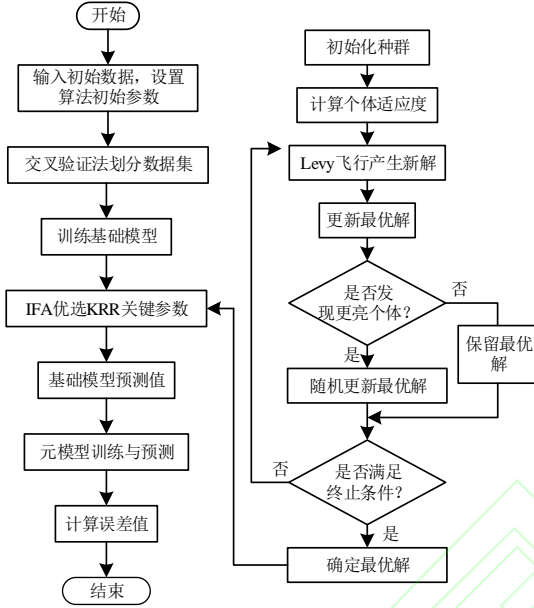 开始
输入初始数据，设置
算法初始参数
交叉验证法划分数据集
训练基础模型
IFA优选KRR关键参数
基础模型预测值
元模型训练与预测
计算误差值
结束
初始化种群
计算个体适应度
Levy飞行产生新解
更新最优解
是否发
现更亮个体？
否
保留最优
解
是
随机更新最优解
否
是否满足
终止条件？
是
确定最优解